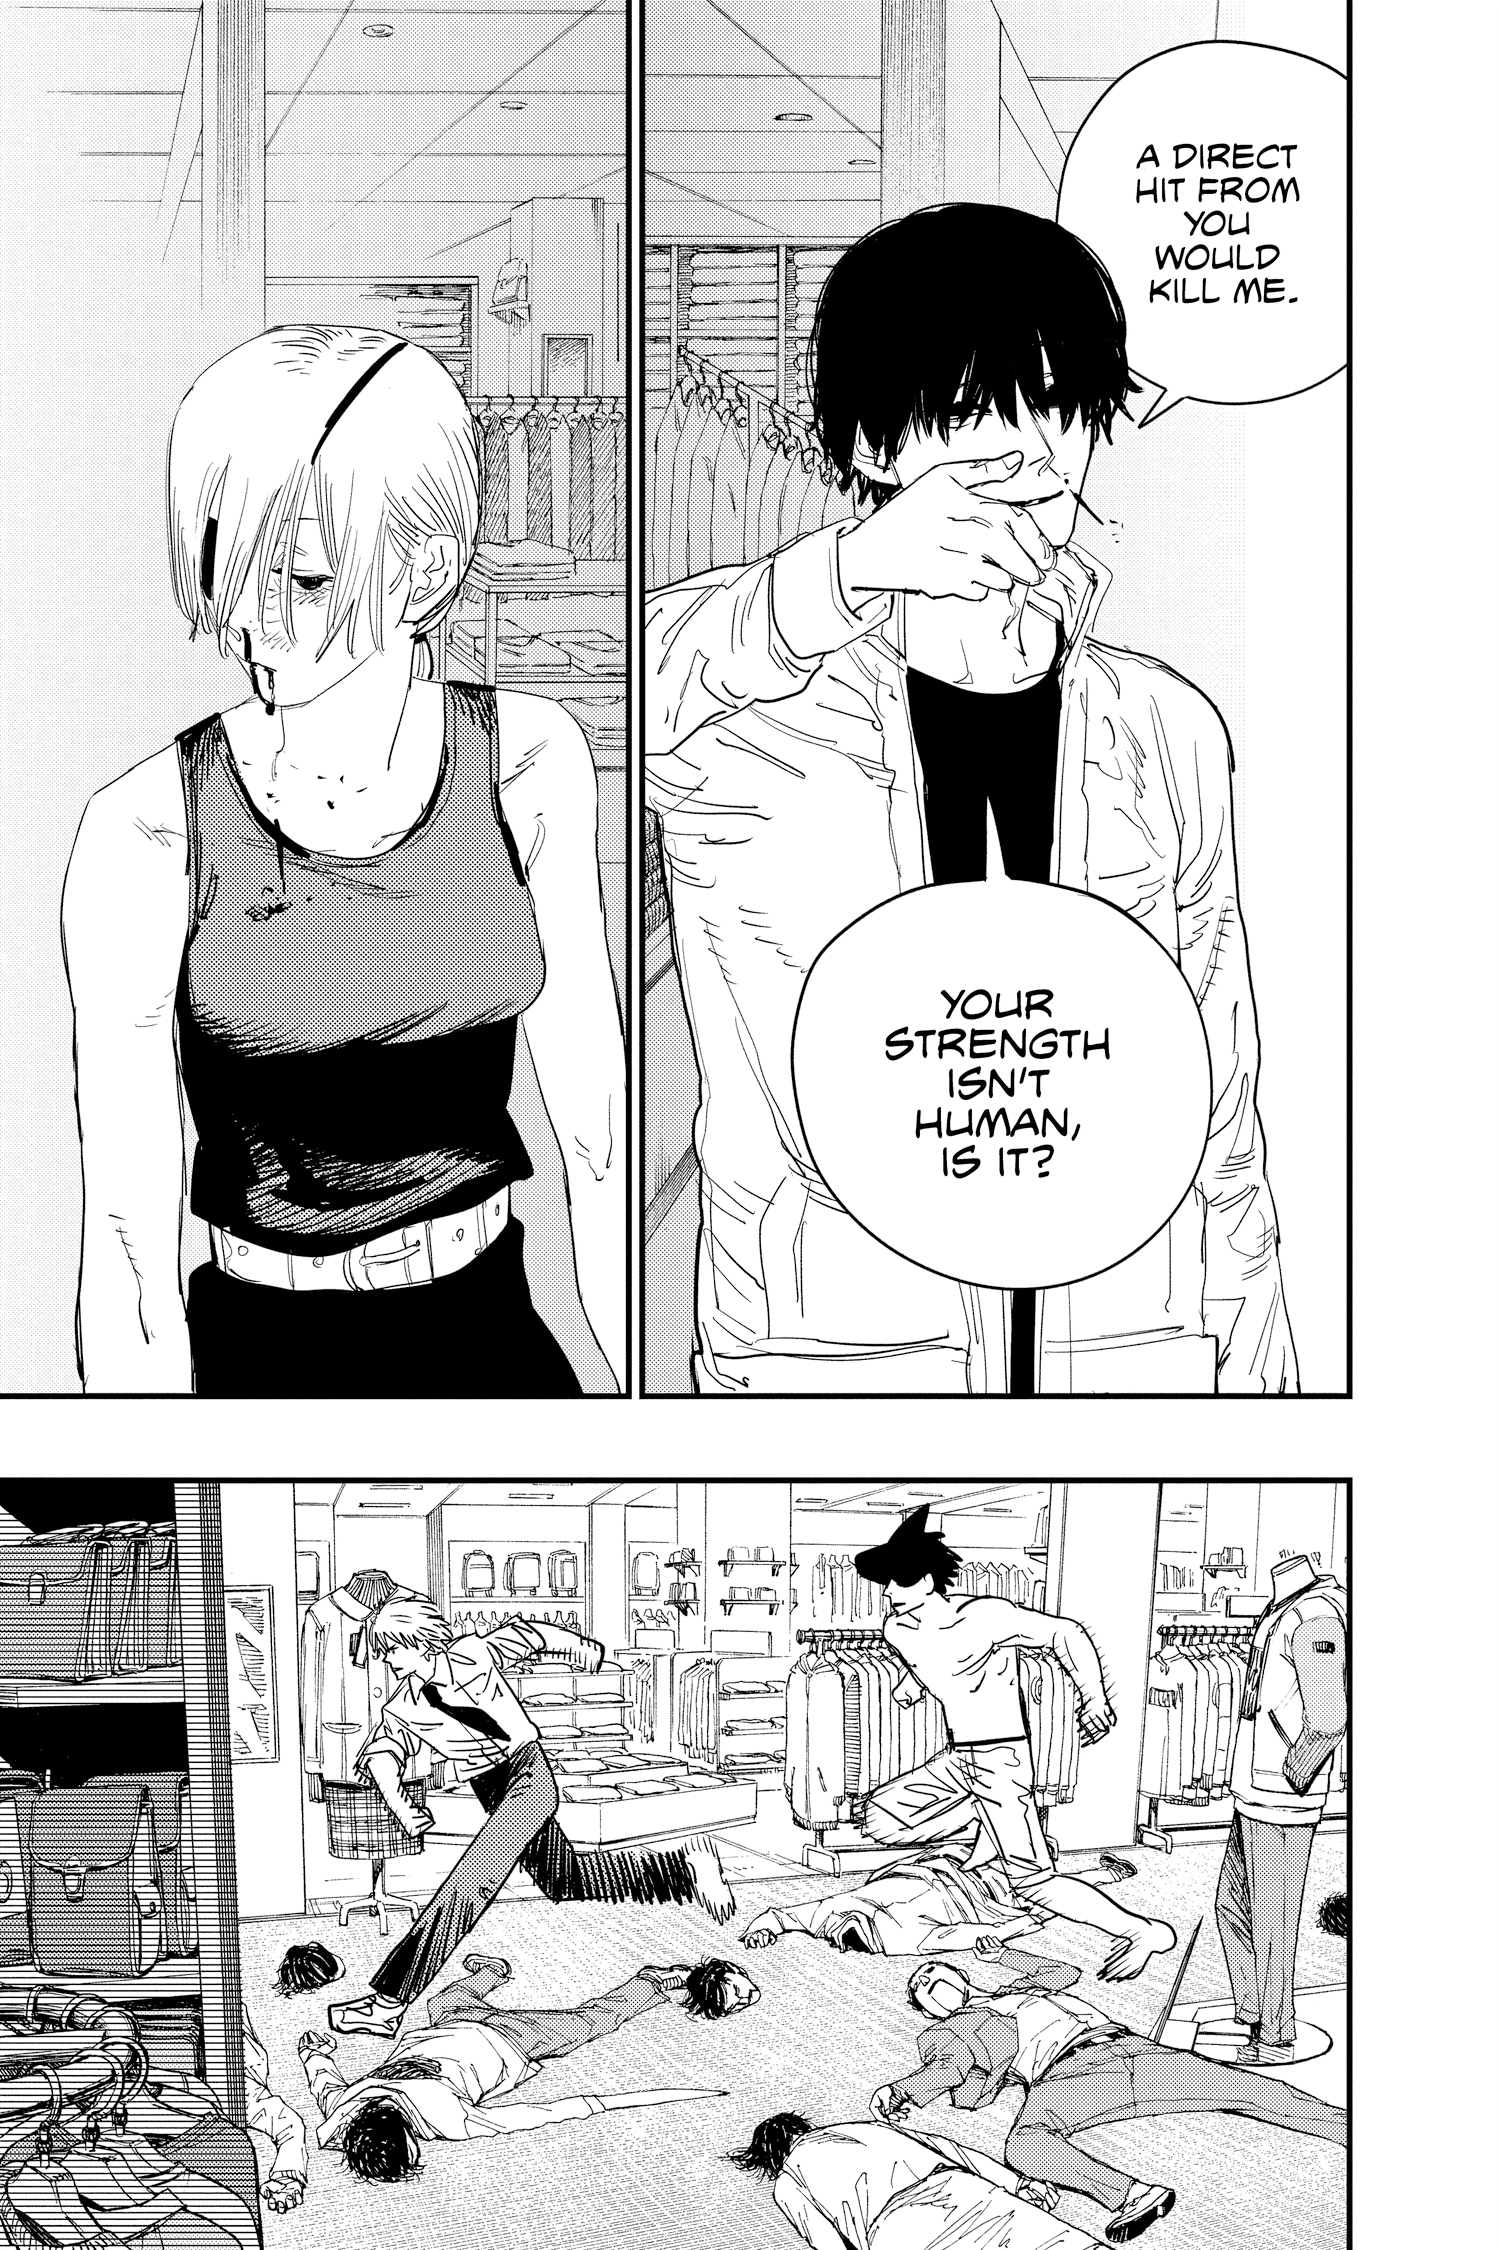 A DIRECT
HIT FROM
YOU
WOULD
KILL ME.
YOUR
STRENGTH
ISN'T
HUMAN,
IS IT?